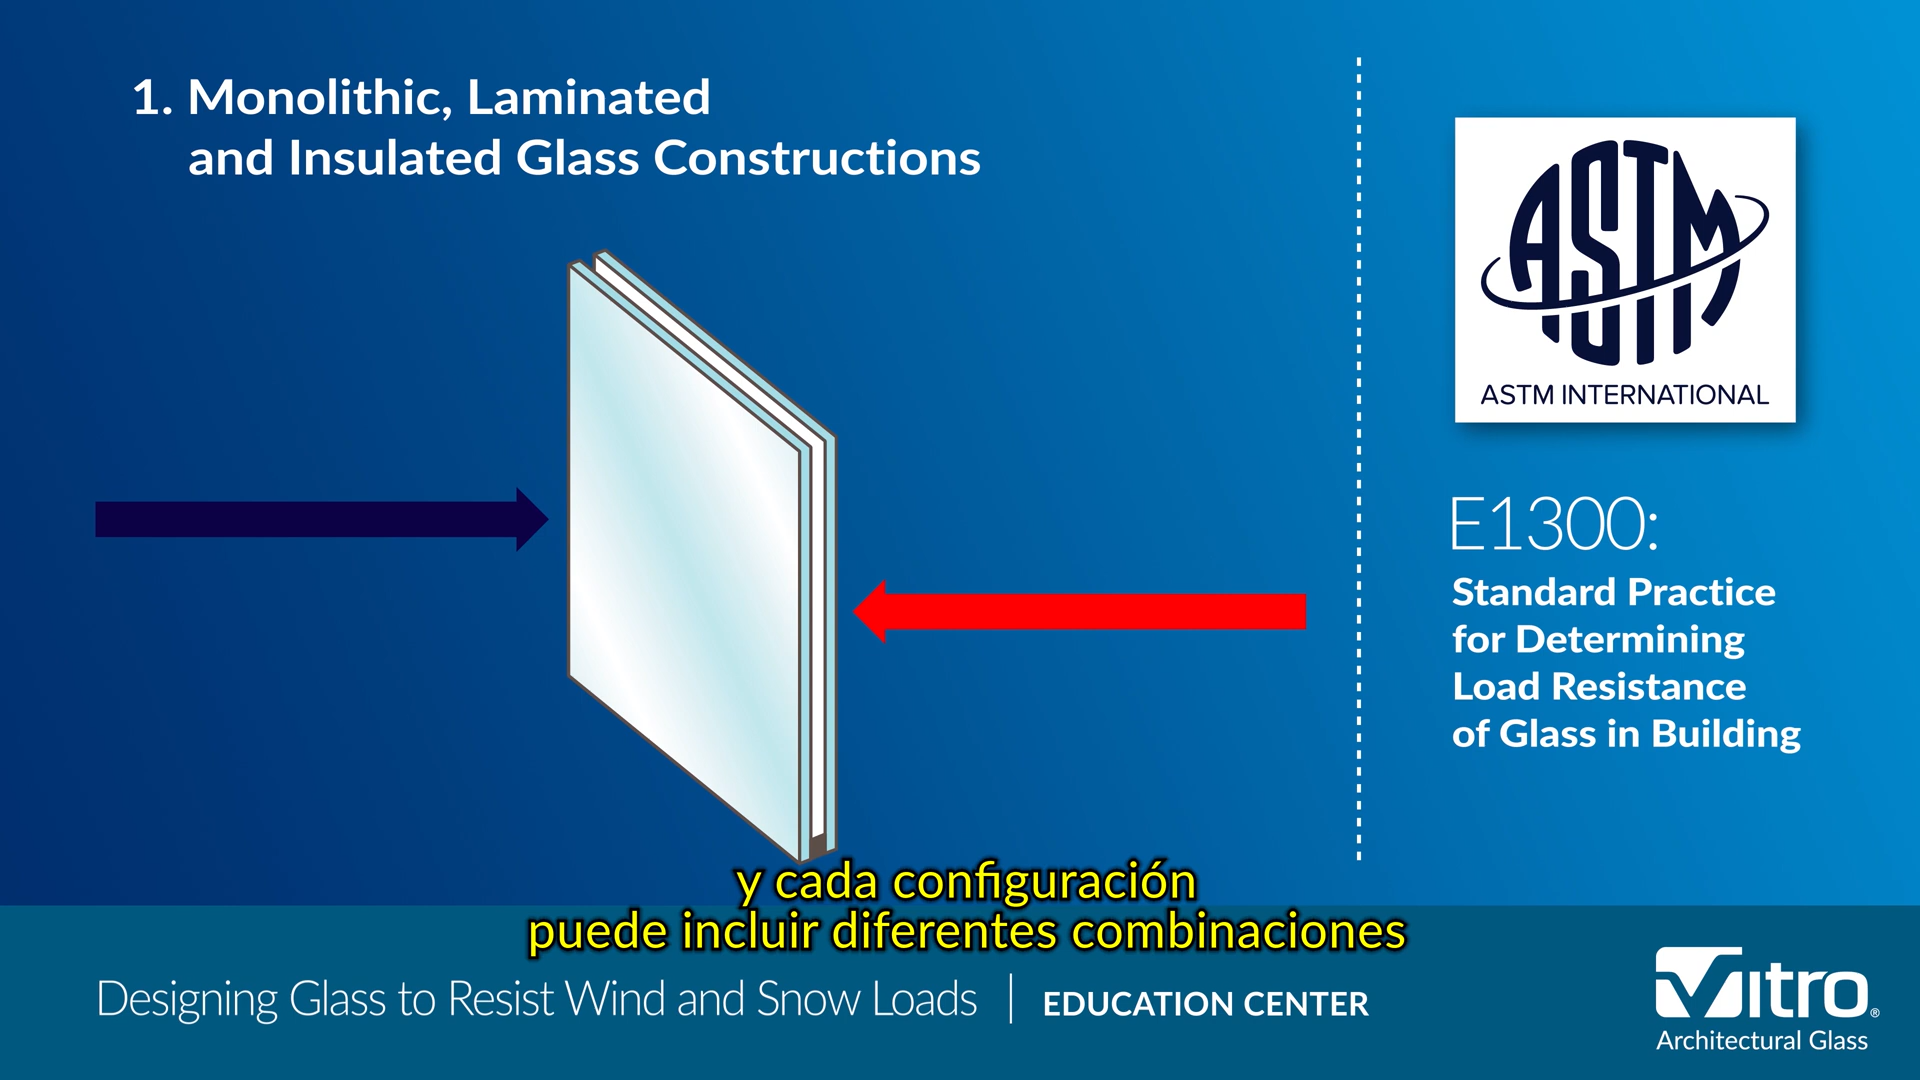 1. Monolithic, Laminated
and Insulated Glass Constructions
ASTM
ASTM INTERNATIONAL
E1300:
Standard Practice
for Determining
Load Resistance
of Glass in Building
y cada configuración
puede incluir diferentes combinaciones
Designing Glass to Resist Wind and Snow Loads | EDUCATION CENTER
Vitro®
Architectural Glass